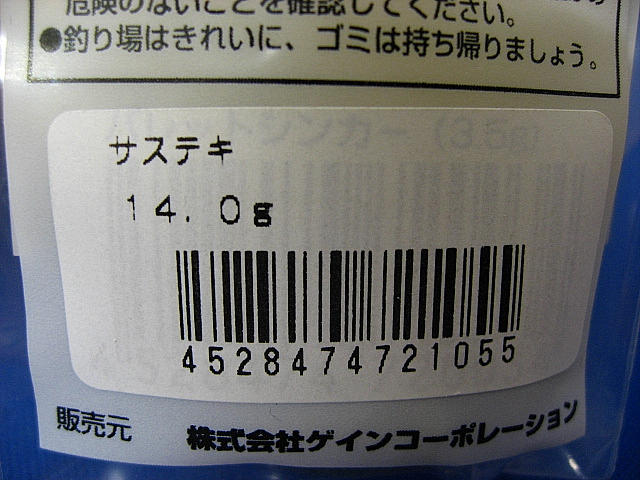 危険のないことを確認してください。
●釣り場はきれいに、ゴミは持ち帰りましょう。
サステキ
14.0g
4528474721055
販売元 株式会社ゲインコーポレーション